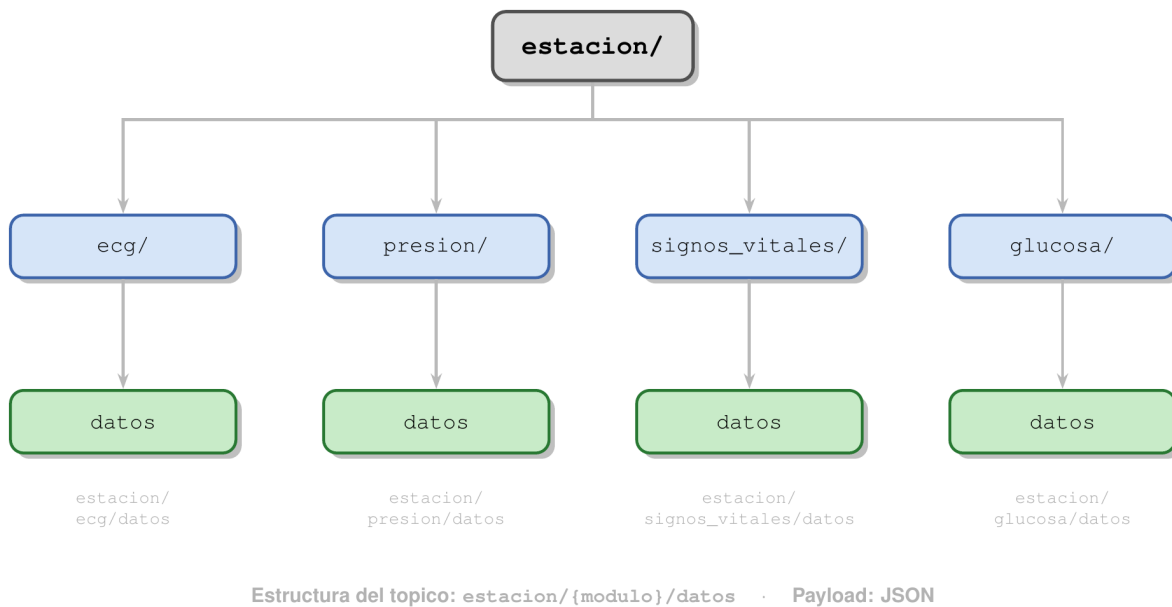 estacion/
ecg/
presion/
signos_vitales/
glucosa/
datos
datos
datos
datos
estacion/
ecg/datos
estacion/
presion/datos
estacion/
signos_vitales/datos
estacion/
glucosa/datos
Estructura del topico: estacion/{modulo}/datos · Payload: JSON